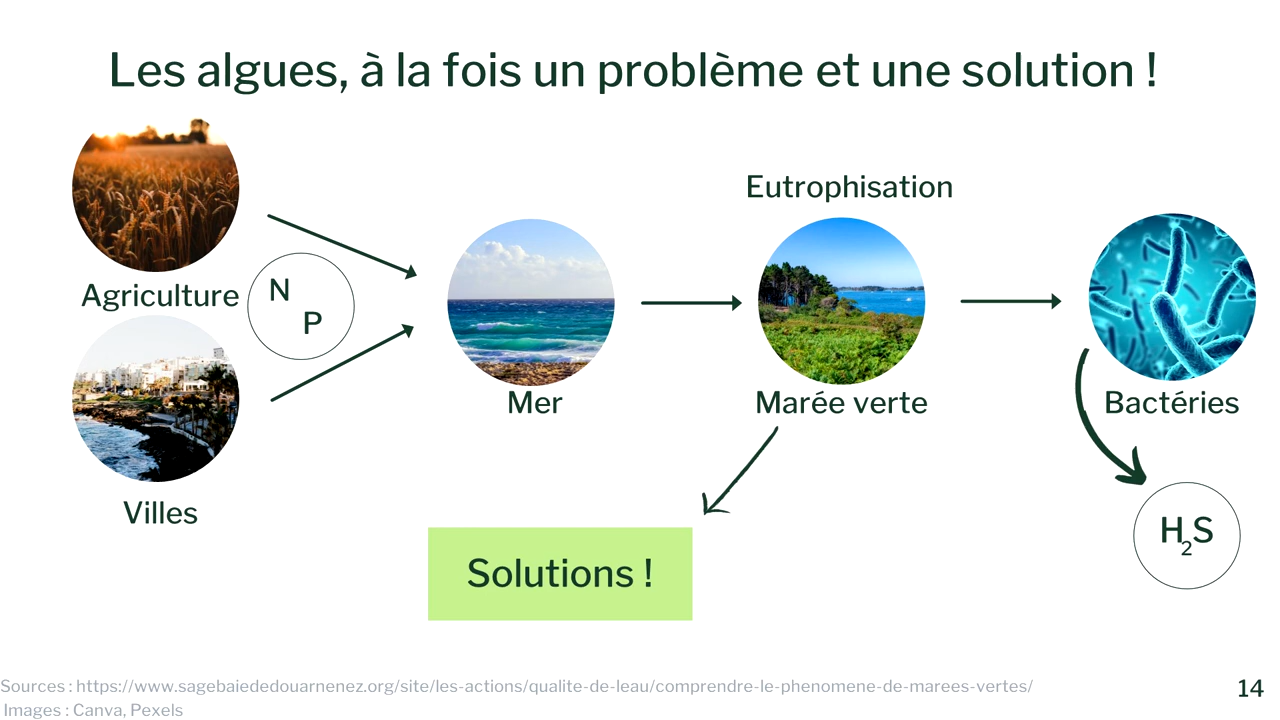 Les algues, à la fois un problème et une solution !
Eutrophisation
Agriculture
N
P
Mer
Marée verte
Bactéries
Villes
H₂S
Solutions !
Sources : https://www.sagebaiededouarnenez.org/site/les-actions/qualite-de-leau/comprendre-le-phenomene-de-marees-vertes/
Images : Canva, Pexels
14